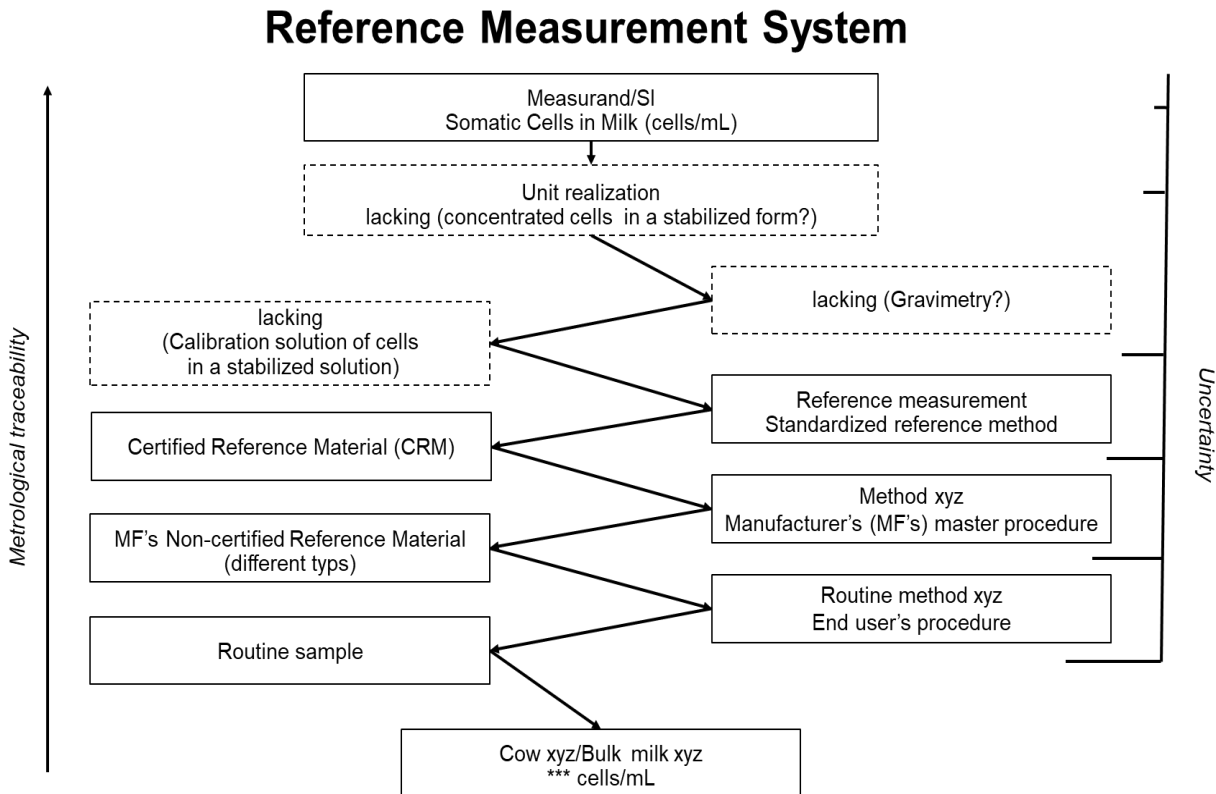 Reference Measurement System
Measurand/SI
Somatic Cells in Milk (cells/mL)
Unit realization
lacking (concentrated cells in a stabilized form?)
lacking (Gravimetry?)
lacking
(Calibration solution of cells
in a stabilized solution)
Reference measurement
Standardized reference method
Certified Reference Material (CRM)
Method xyz
Manufacturer's (MF's) master procedure
MF's Non-certified Reference Material
(different typs)
Routine method xyz
End user's procedure
Routine sample
Cow xyz/Bulk milk xyz
*** cells/mL
Metrological traceability
Uncertainty